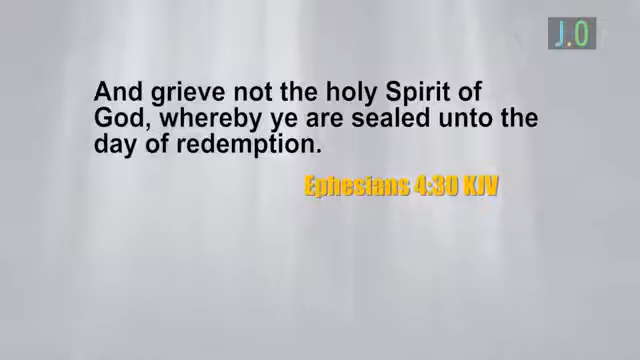 J.O
And grieve not the holy Spirit of
God, whereby ye are sealed unto the
day of redemption.
Ephesians 4:30 KJV